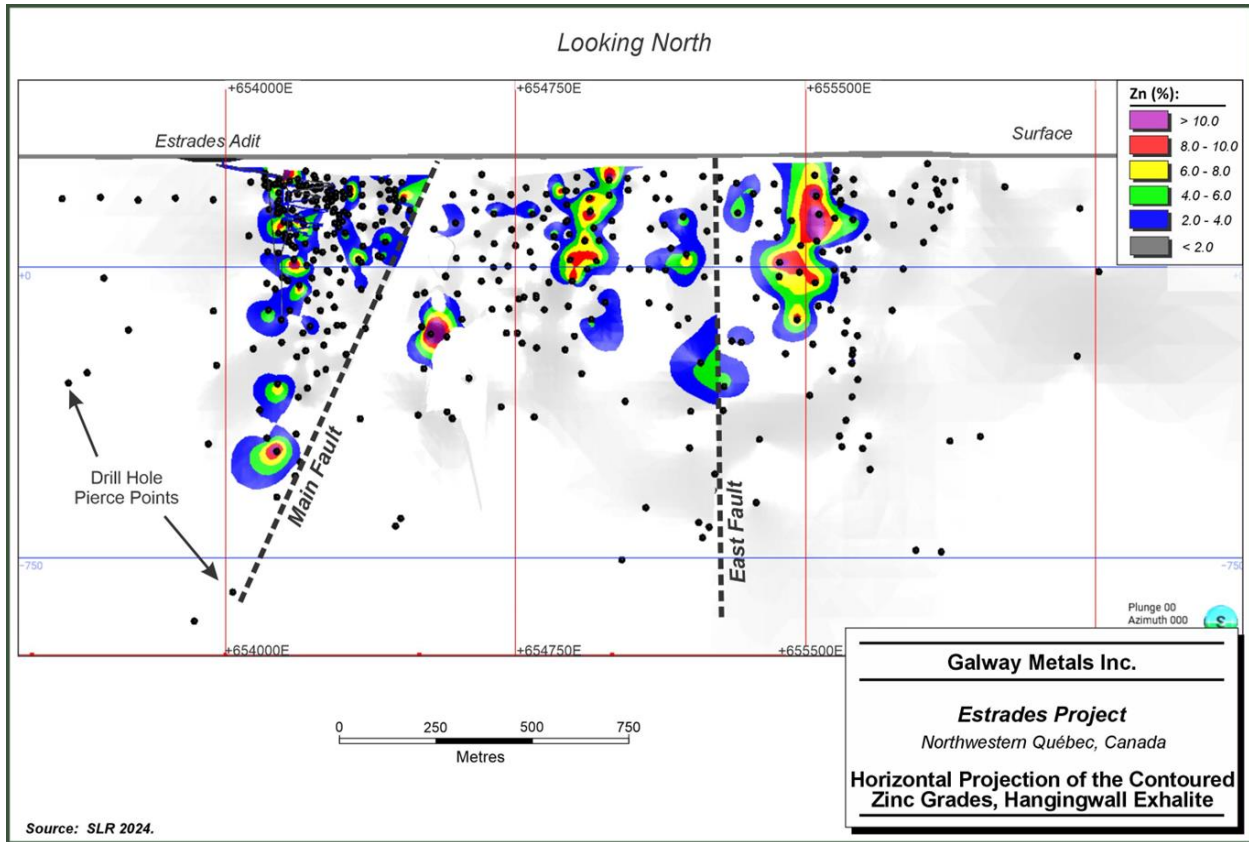 Looking North
+654000E
+654750E
+655500E
Zn (%):
> 10.0
8.0 - 10.0
6.0 - 8.0
4.0 - 6.0
2.0 - 4.0
< 2.0
Estrades Adit
Surface
+0
Drill Hole
Pierce Points
Main Fault
East Fault
-750
-750
Plunge 00
Azimuth 000
S
+654000E
+654750E
+655500E
0 250 500 750
Metres
Galway Metals Inc.
Estrades Project
Northwestern Québec, Canada
Horizontal Projection of the Contoured
Zinc Grades, Hangingwall Exhalite
Source: SLR 2024.